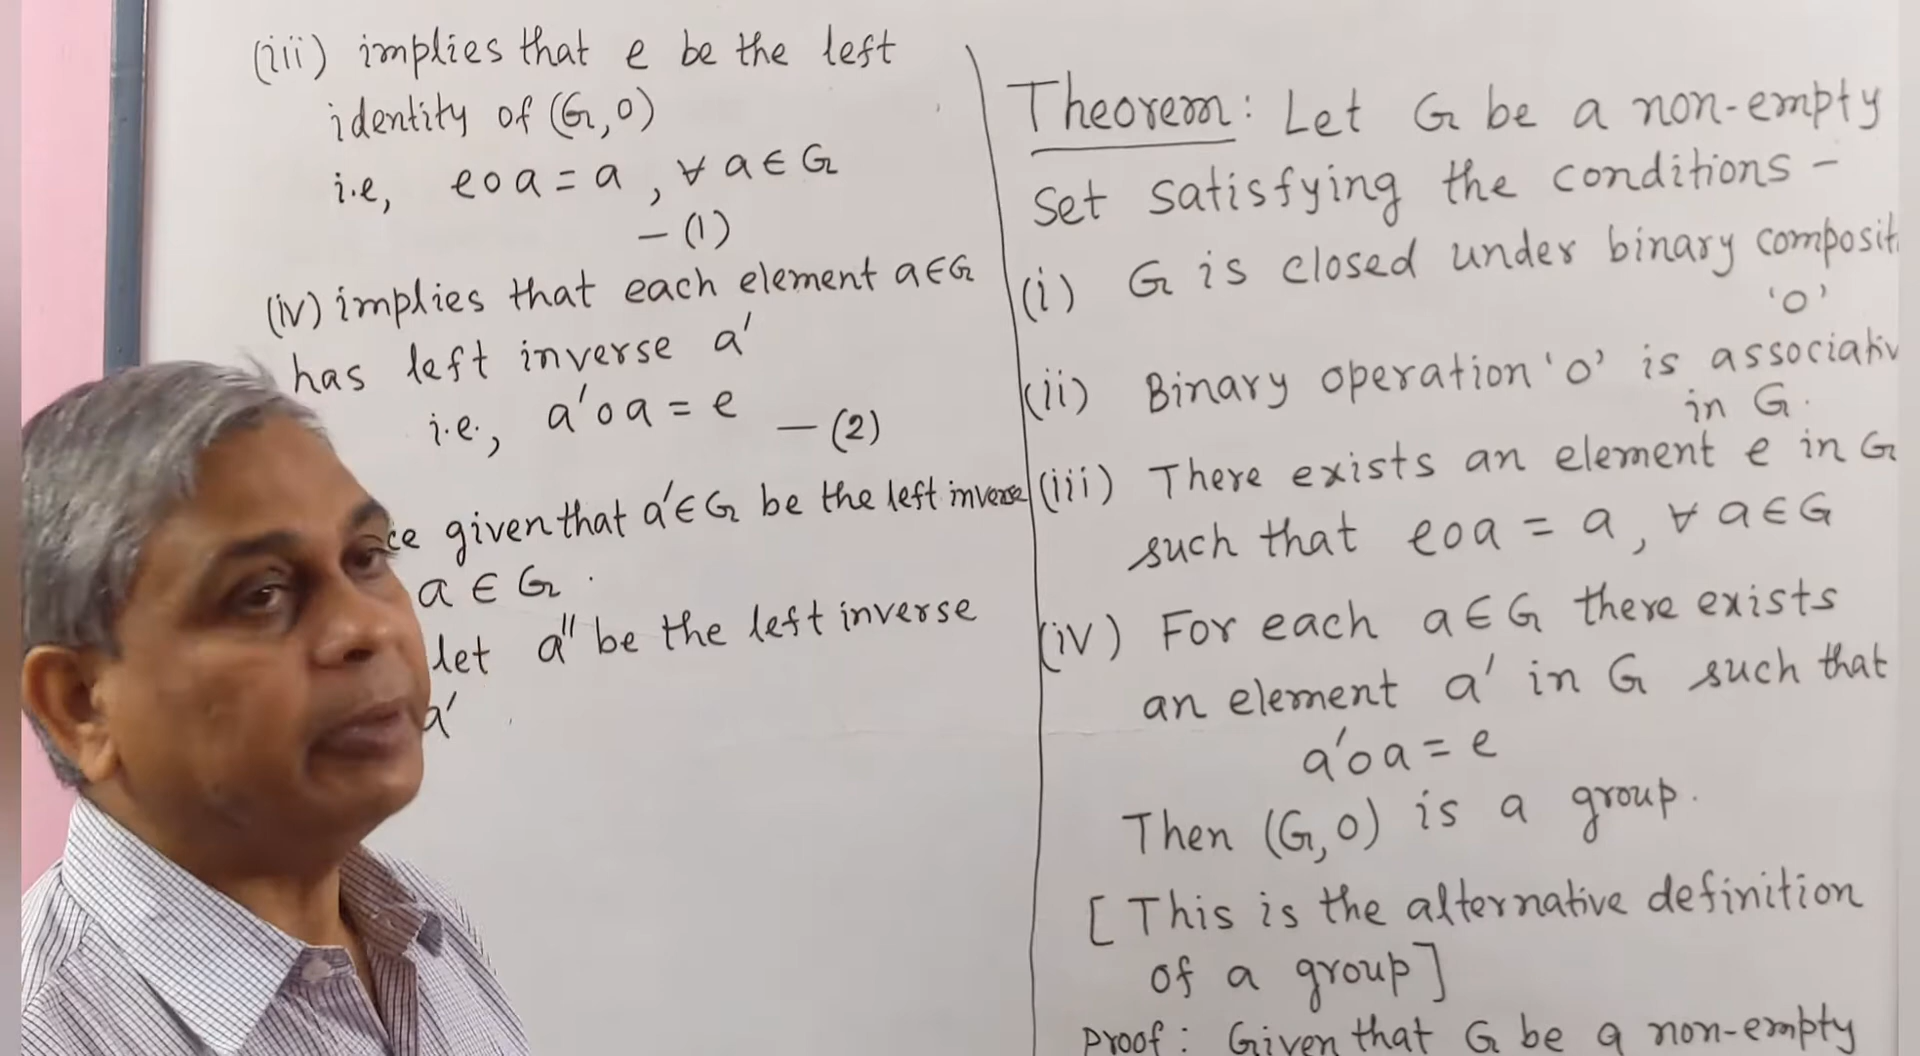 (iii) implies that e be the left
identity of (G,o)
i.e, eoa = a , ∀ a ∈ G
— (1)
(iv) implies that each element a∈G
has left inverse a'
i.e., a'oa = e — (2)
given that a'∈G be the left inverse
a ∈ G.
let a'' be the left inverse
a'
Theorem: Let G be a non-empty
set satisfying the conditions —
(i) G is closed under binary
'o'
(ii) Binary operation 'o' is
in G.
(iii) There exists an element e in G
such that eoa = a, ∀ a∈G
(iv) For each a∈G there exists
an element a' in G such that
a'oa = e
Then (G,o) is a group.
[ This is the alternative definition
of a group]
Proof: Given that G be a non-empty